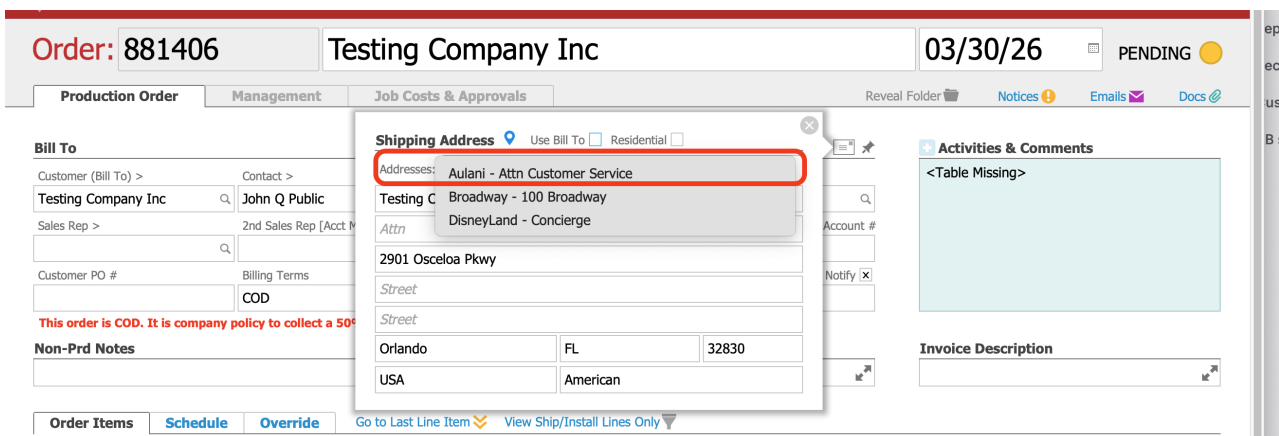 Order: 881406 Testing Company Inc 03/30/26 PENDING
Production Order Management Job Costs & Approvals Reveal Folder Notices Emails Docs
Bill To
Customer (Bill To) > Contact >
Testing Company Inc John Q Public
Sales Rep > 2nd Sales Rep [Acct
Customer PO # Billing Terms
COD
This order is COD. It is company policy to collect a 50
Non-Prd Notes
Shipping Address Use Bill To Residential
Addresses:
Aulani - Attn Customer Service
Broadway - 100 Broadway
DisneyLand - Concierge
Testing
Attn
2901 Osceloa Pkwy
Street
Street
Orlando FL 32830
USA American
Account #
Notify x
Activities & Comments
<Table Missing>
Invoice Description
Order Items Schedule Override Go to Last Line Item View Ship/Install Lines Only